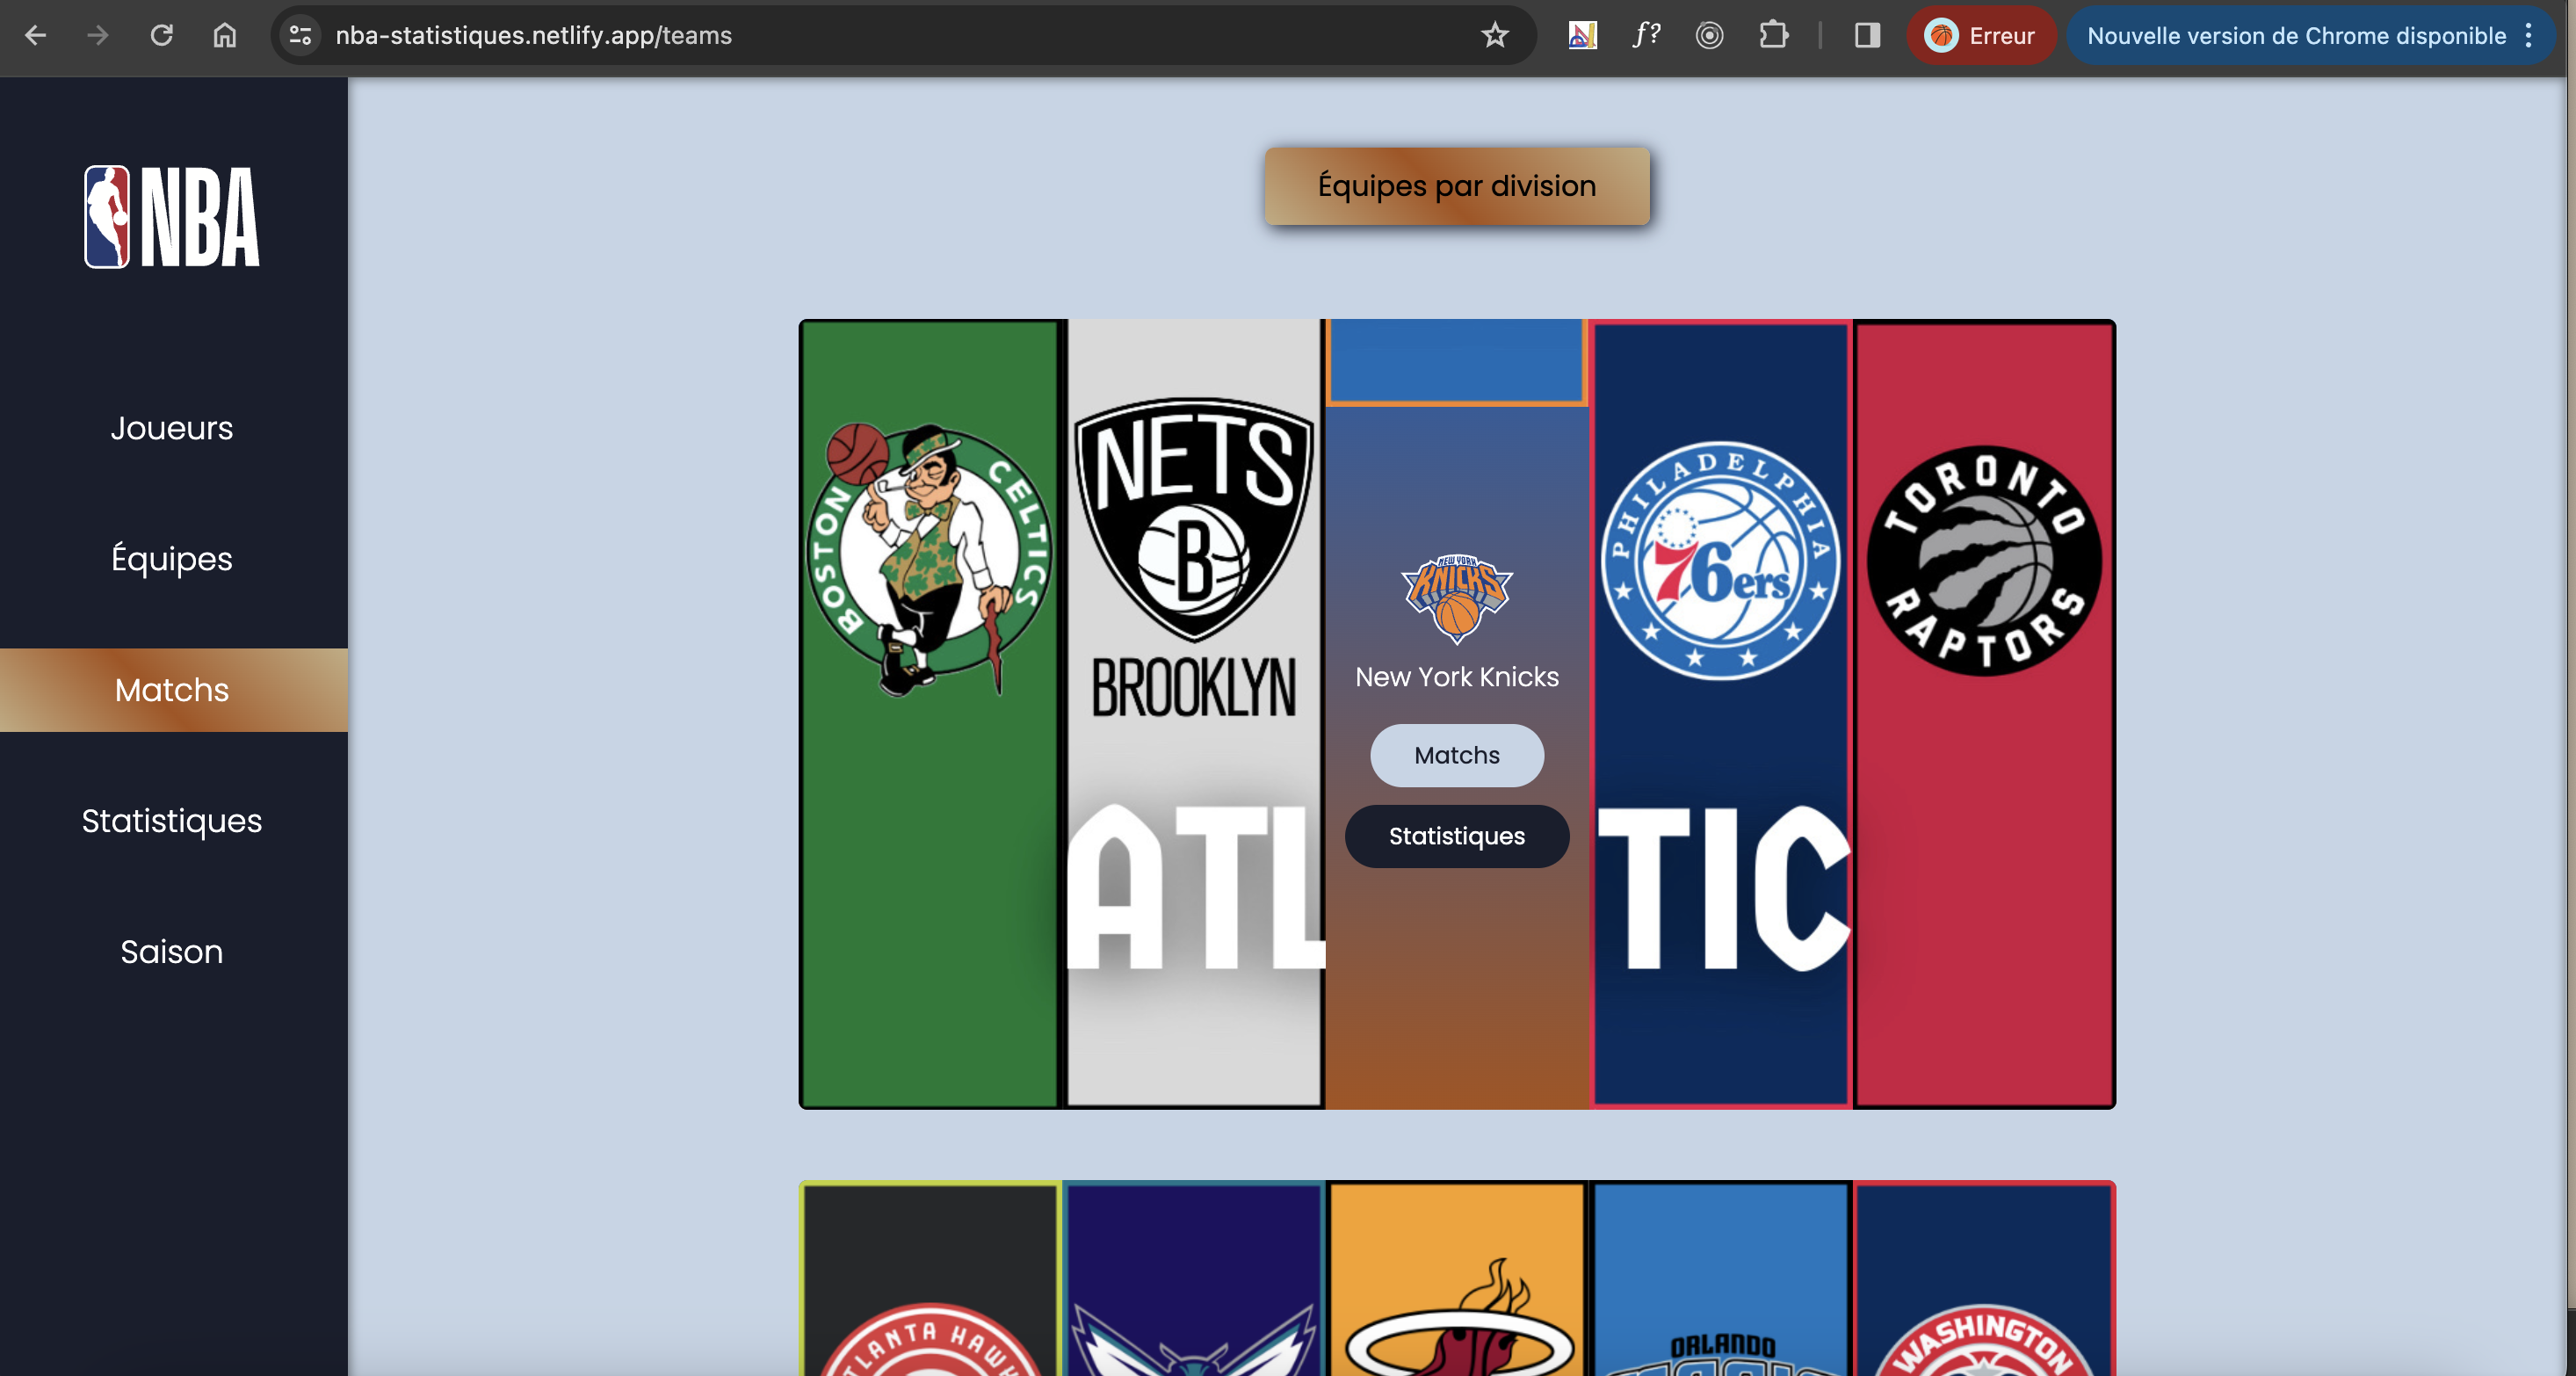 nba-statistiques.netlify.app/teams
f?
Erreur
Nouvelle version de Chrome disponible
NBA
Joueurs
Équipes
Matchs
Statistiques
Saison
Équipes par division
BOSTON CELTICS
NETS
B
BROOKLYN
NEW YORK
KNICKS
New York Knicks
Matchs
Statistiques
PHILADELPHIA
76ers
TORONTO
RAPTORS
ATL
TIC
ATLANTA HAWK
ORLANDO
WASHINGTON